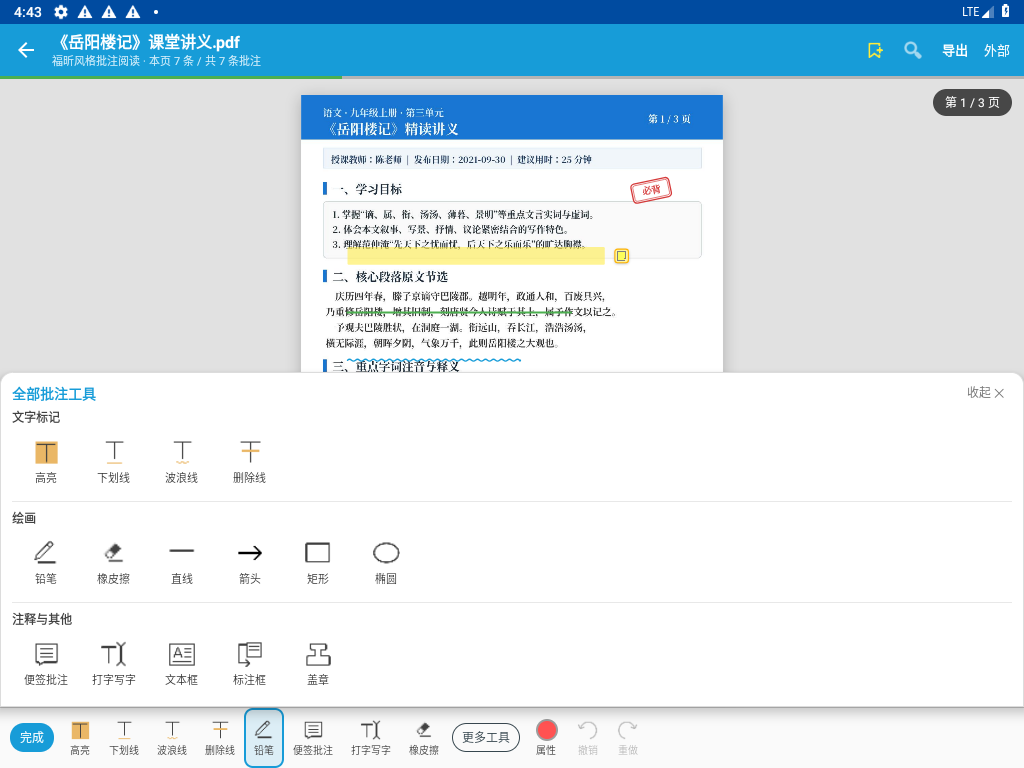 4:43
LTE
《岳阳楼记》课堂讲义.pdf
福昕风格批注阅读 · 本页 7 条 / 共 7 条批注
导出
外部
第 1 / 3 页
语文 · 九年级上册 · 第三单元
《岳阳楼记》精读讲义
第 1 / 3 页
授课教师：陈老师 | 发布日期：2021-09-30 | 建议用时：25 分钟
一、学习目标
必背
1. 掌握“谪、属、衔、汤汤、薄暮、景明”等重点文言实词与虚词。
2. 体会本文叙事、写景、抒情、议论紧密结合的写作特色。
3. 理解范仲淹“先天下之忧而忧，后天下之乐而乐”的旷达胸襟。
二、核心段落原文节选
庆历四年春，滕子京谪守巴陵郡。越明年，政通人和，百废具兴，
乃重修岳阳楼，增其旧制，刻唐贤今人诗赋于其上，属予作文以记之。
予观夫巴陵胜状，在洞庭一湖。衔远山，吞长江，浩浩汤汤，
横无际涯，朝晖夕阴，气象万千，此则岳阳楼之大观也。
三、重点字词注音与释义
全部批注工具
收起
文字标记
高亮
下划线
波浪线
删除线
绘画
铅笔
橡皮擦
直线
箭头
矩形
椭圆
注释与其他
便签批注
打字写字
文本框
标注框
盖章
完成
高亮
下划线
波浪线
删除线
铅笔
便签批注
打字写字
橡皮擦
更多工具
属性
撤销
重做